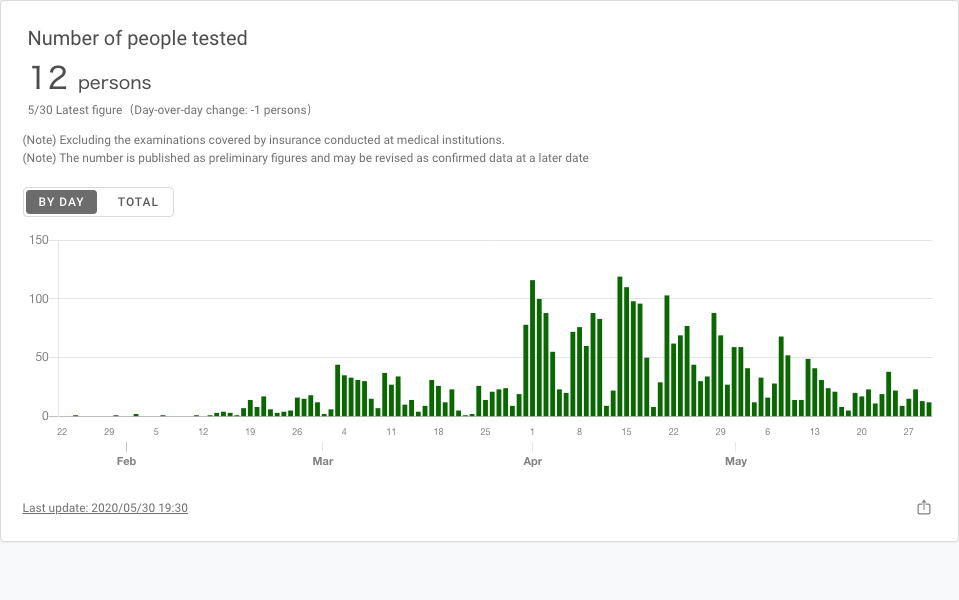 Number of people tested
12 persons
5/30 Latest figure（Day-over-day change: -1 persons）
(Note) Excluding the examinations covered by insurance conducted at medical institutions.
(Note) The number is published as preliminary figures and may be revised as confirmed data at a later date
BY DAY TOTAL
150
100
50
0
22 29 5 12 19 26 4 11 18 25 1 8 15 22 29 6 13 20 27
Feb Mar Apr May
Last update: 2020/05/30 19:30